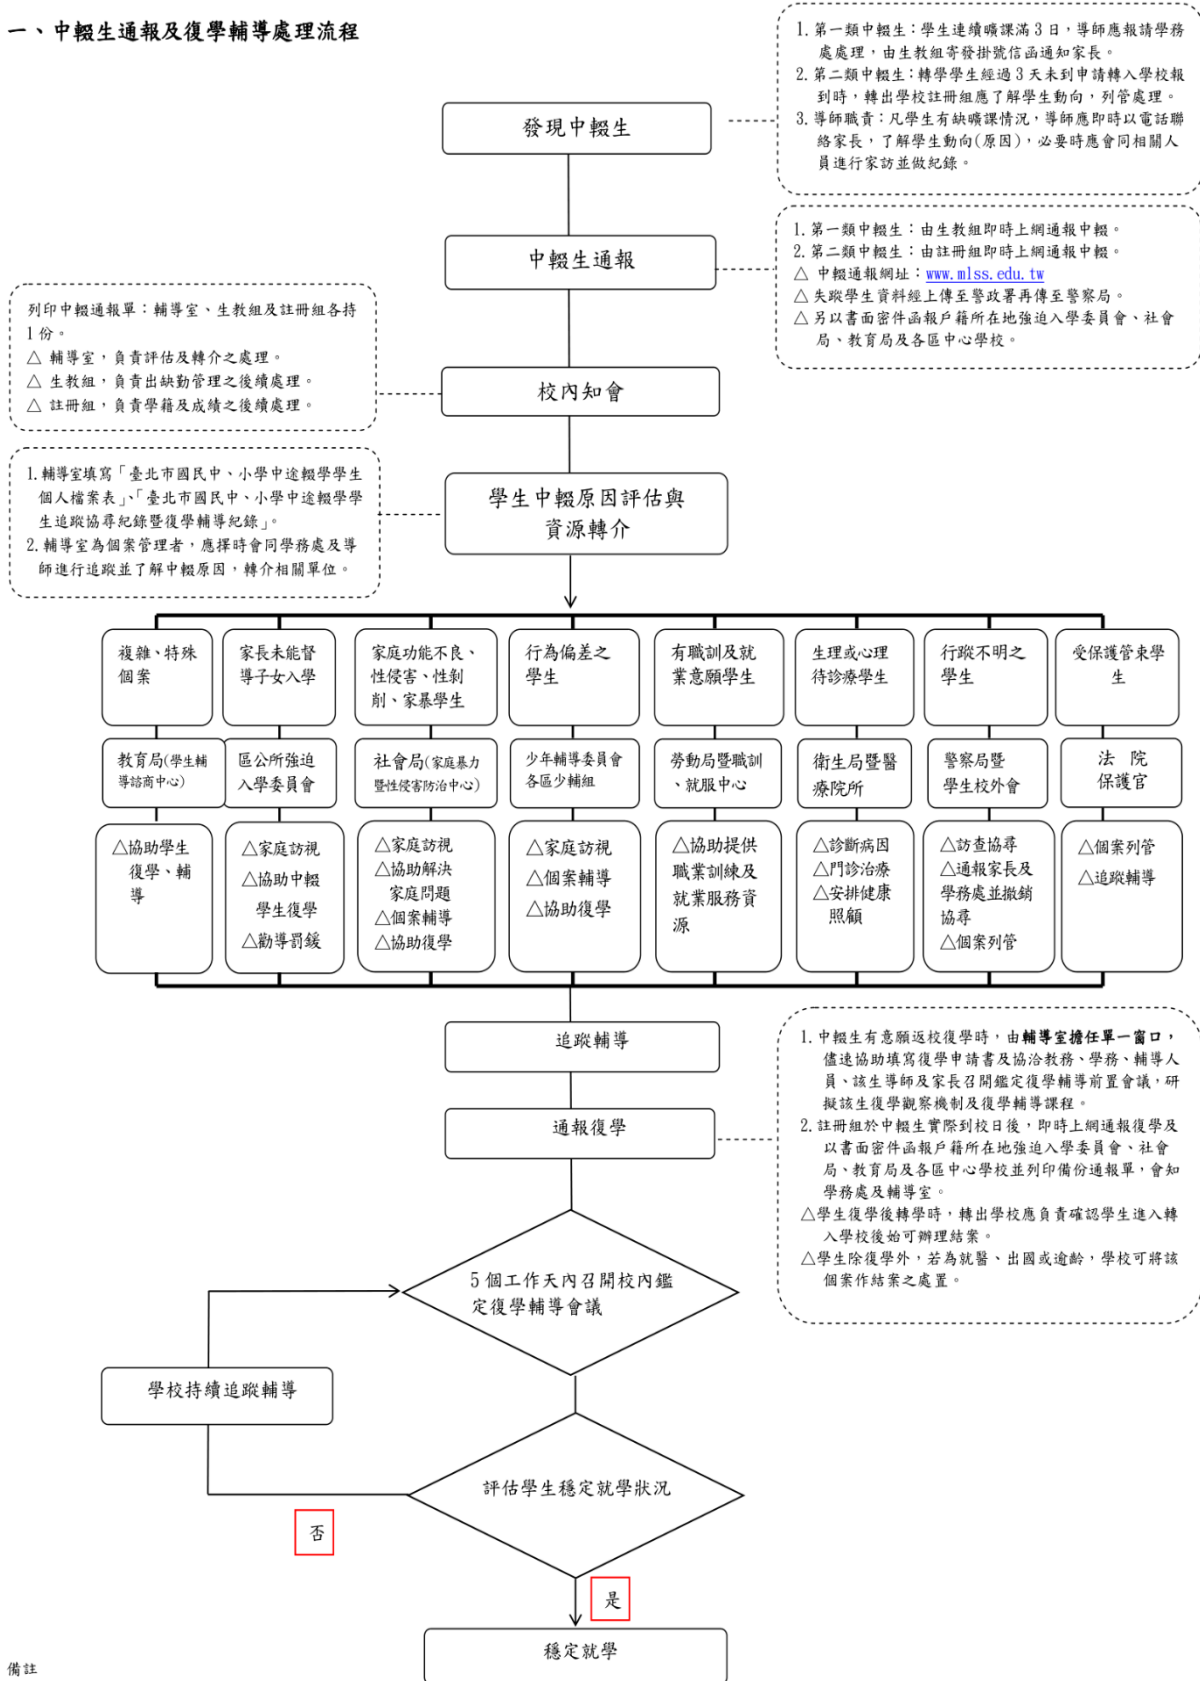 一、中輟生通報及復學輔導處理流程
1. 第一類中輟生：學生連續曠課滿 3 日，導師應報請學務
處處理，由生教組寄發掛號信函通知家長。
2. 第二類中輟生：轉學學生經過 3 天未到申請轉入學校報
到時，轉出學校註冊組應了解學生動向，列管處理。
3. 導師職責：凡學生有缺曠課情況，導師應即時以電話聯
絡家長，了解學生動向(原因)，必要時應會同相關人
員進行家訪並做紀錄。
發現中輟生
1. 第一類中輟生：由生教組即時上網通報中輟。
2. 第二類中輟生：由註冊組即時上網通報中輟。
△ 中輟通報網址：www.mlss.edu.tw
△ 失蹤學生資料經上傳至警政署再傳至警察局。
△ 另以書面密件函報戶籍所在地強迫入學委員會、社會
局、教育局及各區中心學校。
中輟生通報
列印中輟通報單：輔導室、生教組及註冊組各持
1 份。
△ 輔導室，負責評估及轉介之處理。
△ 生教組，負責出缺勤管理之後續處理。
△ 註冊組，負責學籍及成績之後續處理。
校內知會
1. 輔導室填寫「臺北市國民中、小學中途輟學學生
個人檔案表」、「臺北市國民中、小學中途輟學學
生追蹤協尋紀錄暨復學輔導紀錄」。
2. 輔導室為個案管理者，應擇時會同學務處及導
師進行追蹤並了解中輟原因，轉介相關單位。
學生中輟原因評估與
資源轉介
複雜、特殊
個案
家長未能督
導子女入學
家庭功能不良、
性侵害、性剝
削、家暴學生
行為偏差之
學生
有職訓及就
業意願學生
生理或心理
待診療學生
行蹤不明之
學生
受保護管束學
生
教育局(學生輔
導諮商中心)
區公所強迫
入學委員會
社會局(家庭暴力
暨性侵害防治中心)
少年輔導委員會
各區少輔組
勞動局暨職訓
、就服中心
衛生局暨醫
療院所
警察局暨
學生校外會
法 院
保護官
△協助學生
復學、輔
導
△家庭訪視
△協助中輟
學生復學
△勸導罰鍰
△家庭訪視
△協助解決
家庭問題
△個案輔導
△協助復學
△家庭訪視
△個案輔導
△協助復學
△協助提供
職業訓練及
就業服務資
源
△診斷病因
△門診治療
△安排健康
照顧
△訪查協尋
△通報家長及
學務處並撤銷
協尋
△個案列管
△個案列管
△追蹤輔導
追蹤輔導
通報復學
1. 中輟生有意願返校復學時，由輔導室擔任單一窗口，
儘速協助填寫復學申請書及協洽教務、學務、輔導人
員、該生導師及家長召開鑑定復學輔導前置會議，研
擬該生復學觀察機制及復學輔導課程。
2. 註冊組於中輟生實際到校日後，即時上網通報復學及
以書面密件函報戶籍所在地強迫入學委員會、社會
局、教育局及各區中心學校並列印備份通報單，會知
學務處及輔導室。
△學生復學後轉學時，轉出學校應負責確認學生進入轉
入學校後始可辦理結案。
△學生除復學外，若為就醫、出國或逾齡，學校可將該
個案作結案之處置。
5 個工作天內召開校內鑑
定復學輔導會議
學校持續追蹤輔導
評估學生穩定就學狀況
否
是
穩定就學
備註